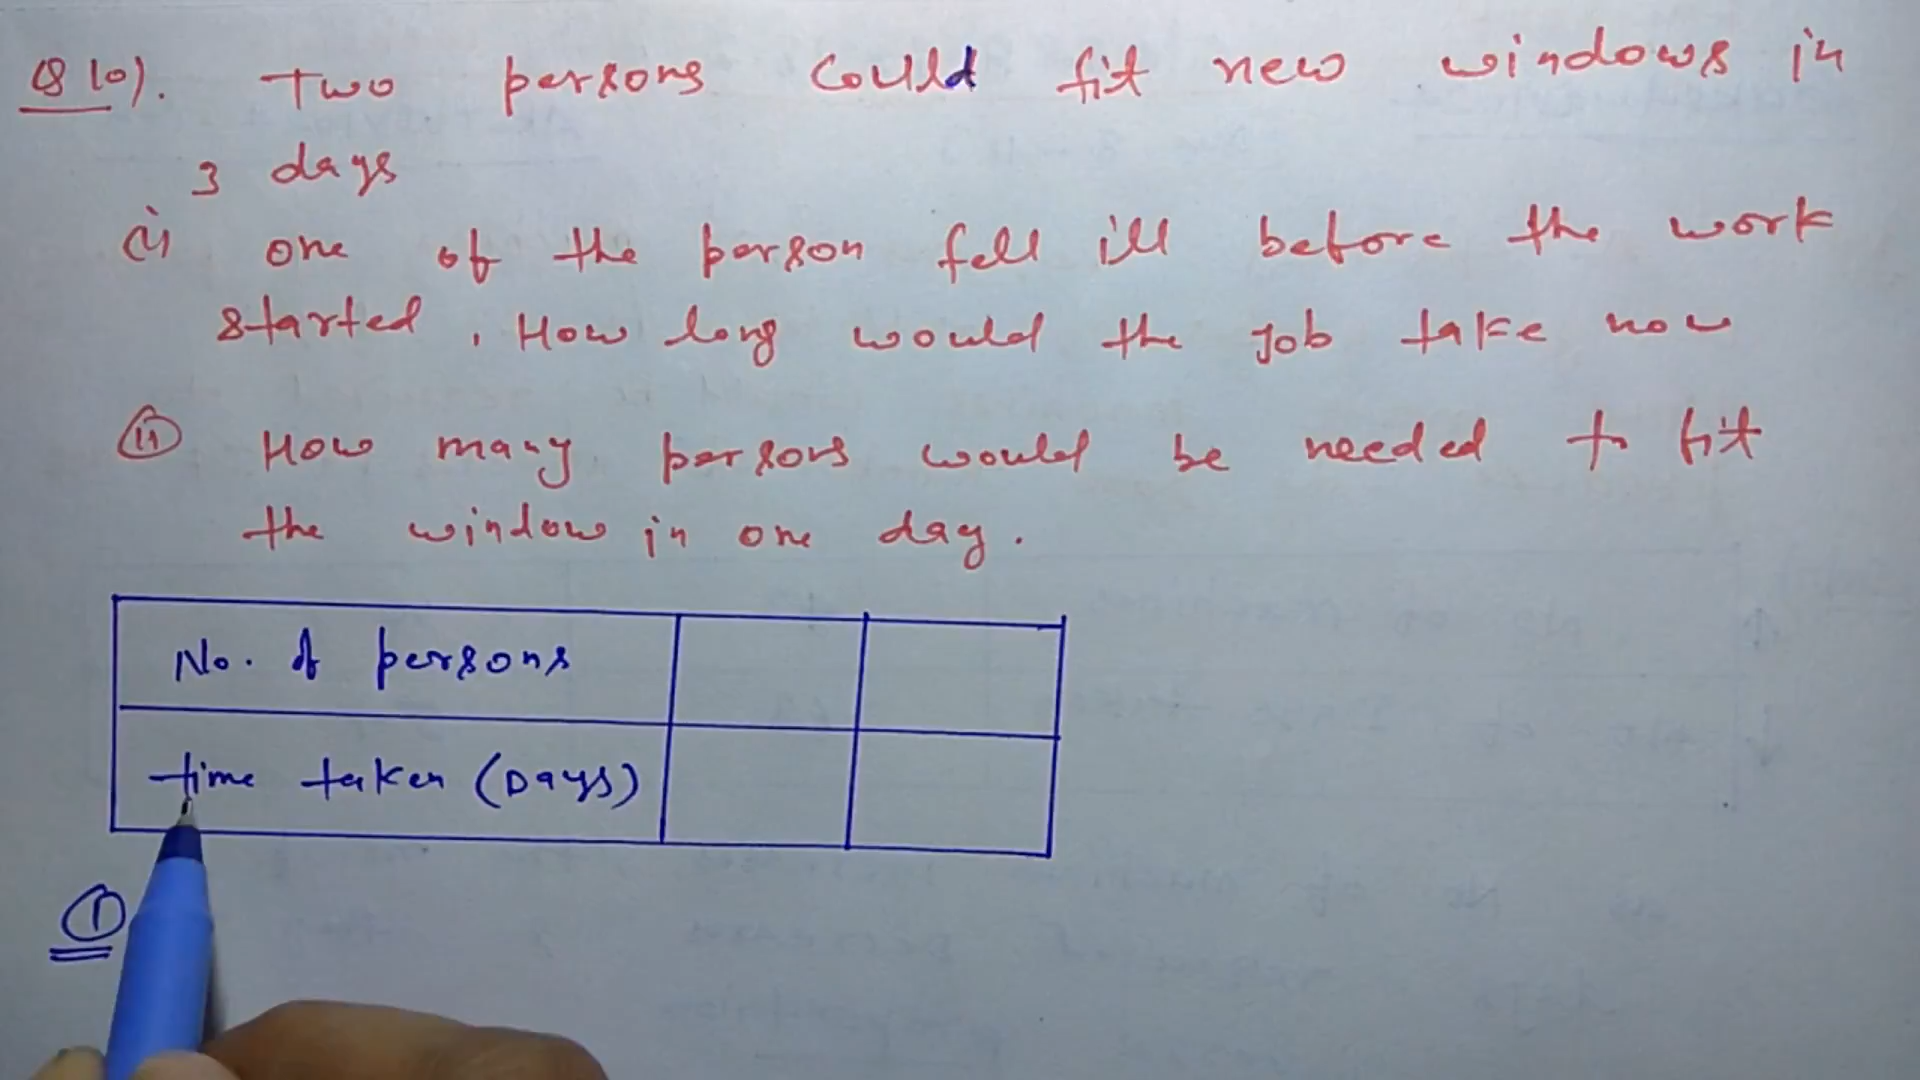 Q 10). Two persons could fit new windows in
3 days
(i) one of the person fell ill before the work
started. How long would the job take now
(ii) How many persons would be needed to fit
the window in one day.
No. of persons
time taken (Days)
(1)